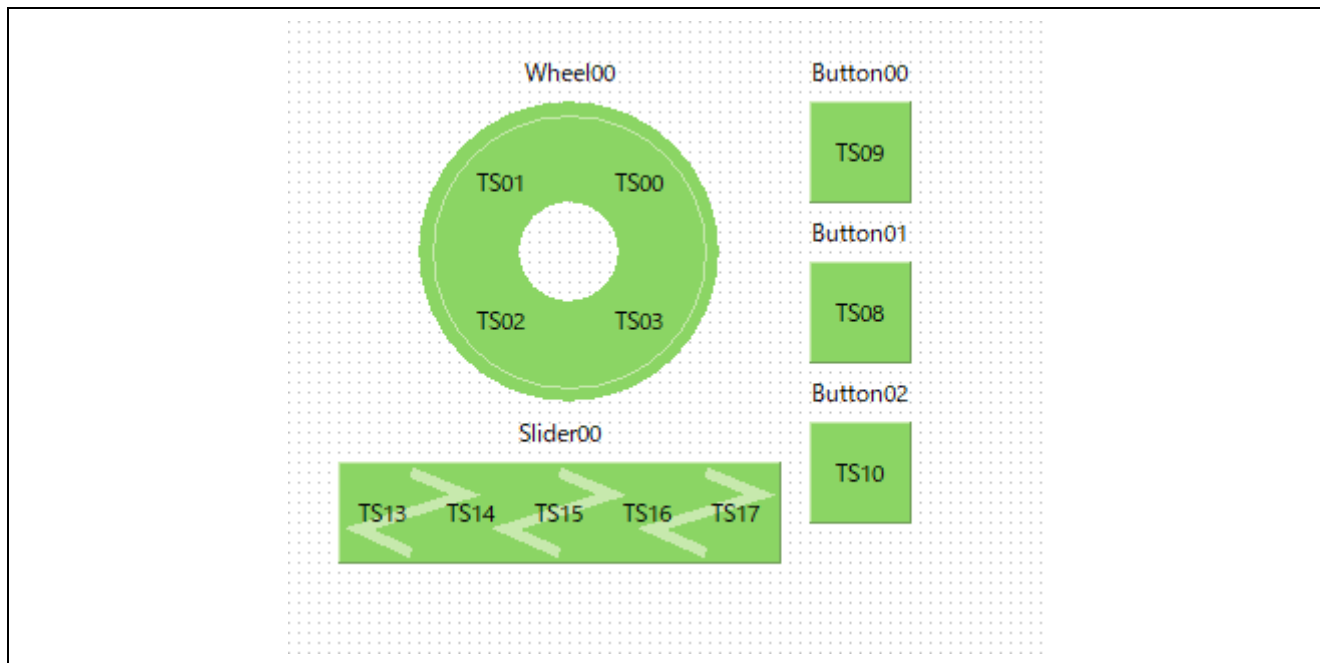 Wheel00
TS01 TS00
TS02 TS03
Slider00
TS13 TS14 TS15 TS16 TS17
Button00
TS09
Button01
TS08
Button02
TS10